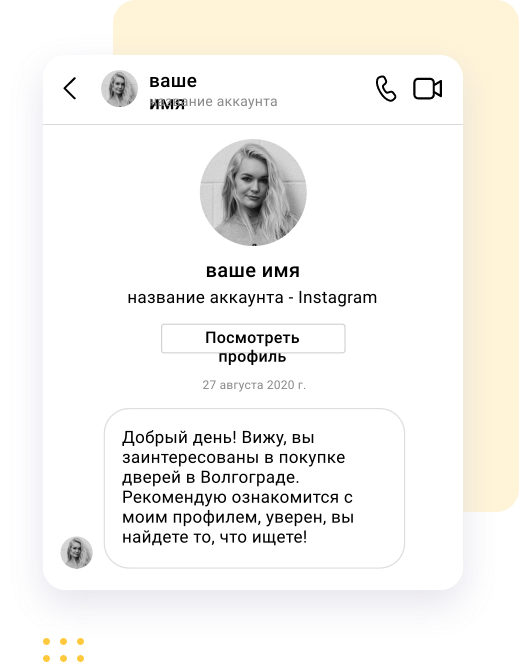 ваше
имя
название аккаунта
ваше имя
название аккаунта - Instagram
Посмотреть
профиль
27 августа 2020 г.
Добрый день! Вижу, вы
заинтересованы в покупке
дверей в Волгограде.
Рекомендую ознакомится с
моим профилем, уверен, вы
найдете то, что ищете!